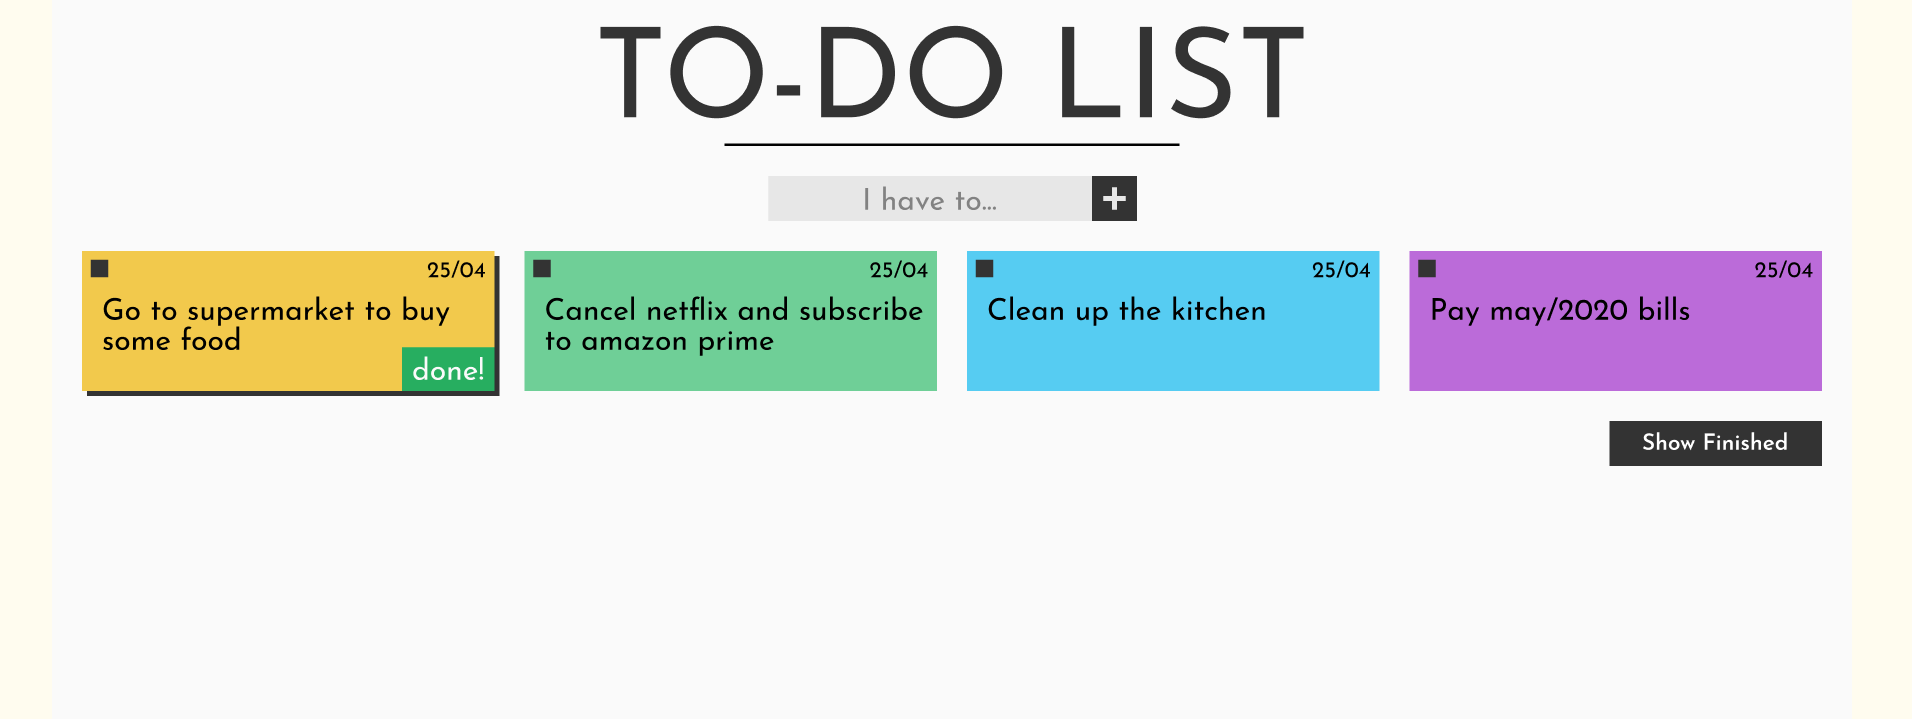 TO-DO LIST
I have to...
+
25/04
Go to supermarket to buy
some food
done!
25/04
Cancel netflix and subscribe
to amazon prime
25/04
Clean up the kitchen
25/04
Pay may/2020 bills
Show Finished